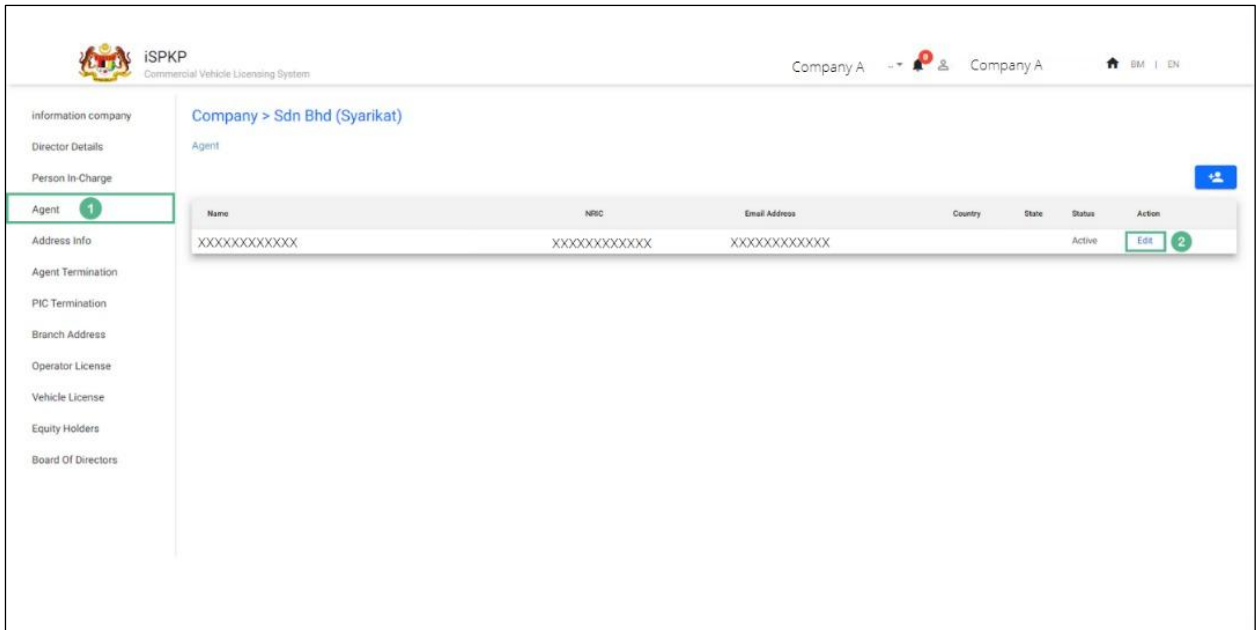 iSPKP
Commercial Vehicle Licensing System
Company A
8
Company A
BM | EN
information company
Director Details
Person In-Charge
Agent 1
Address Info
Agent Termination
PIC Termination
Branch Address
Operator License
Vehicle License
Equity Holders
Board Of Directors
Company > Sdn Bhd (Syarikat)
Agent
Name NRIC Email Address Country State Status Action
XXXXXXXXXXXX XXXXXXXXXXXX XXXXXXXXXXXX Active Edit 2